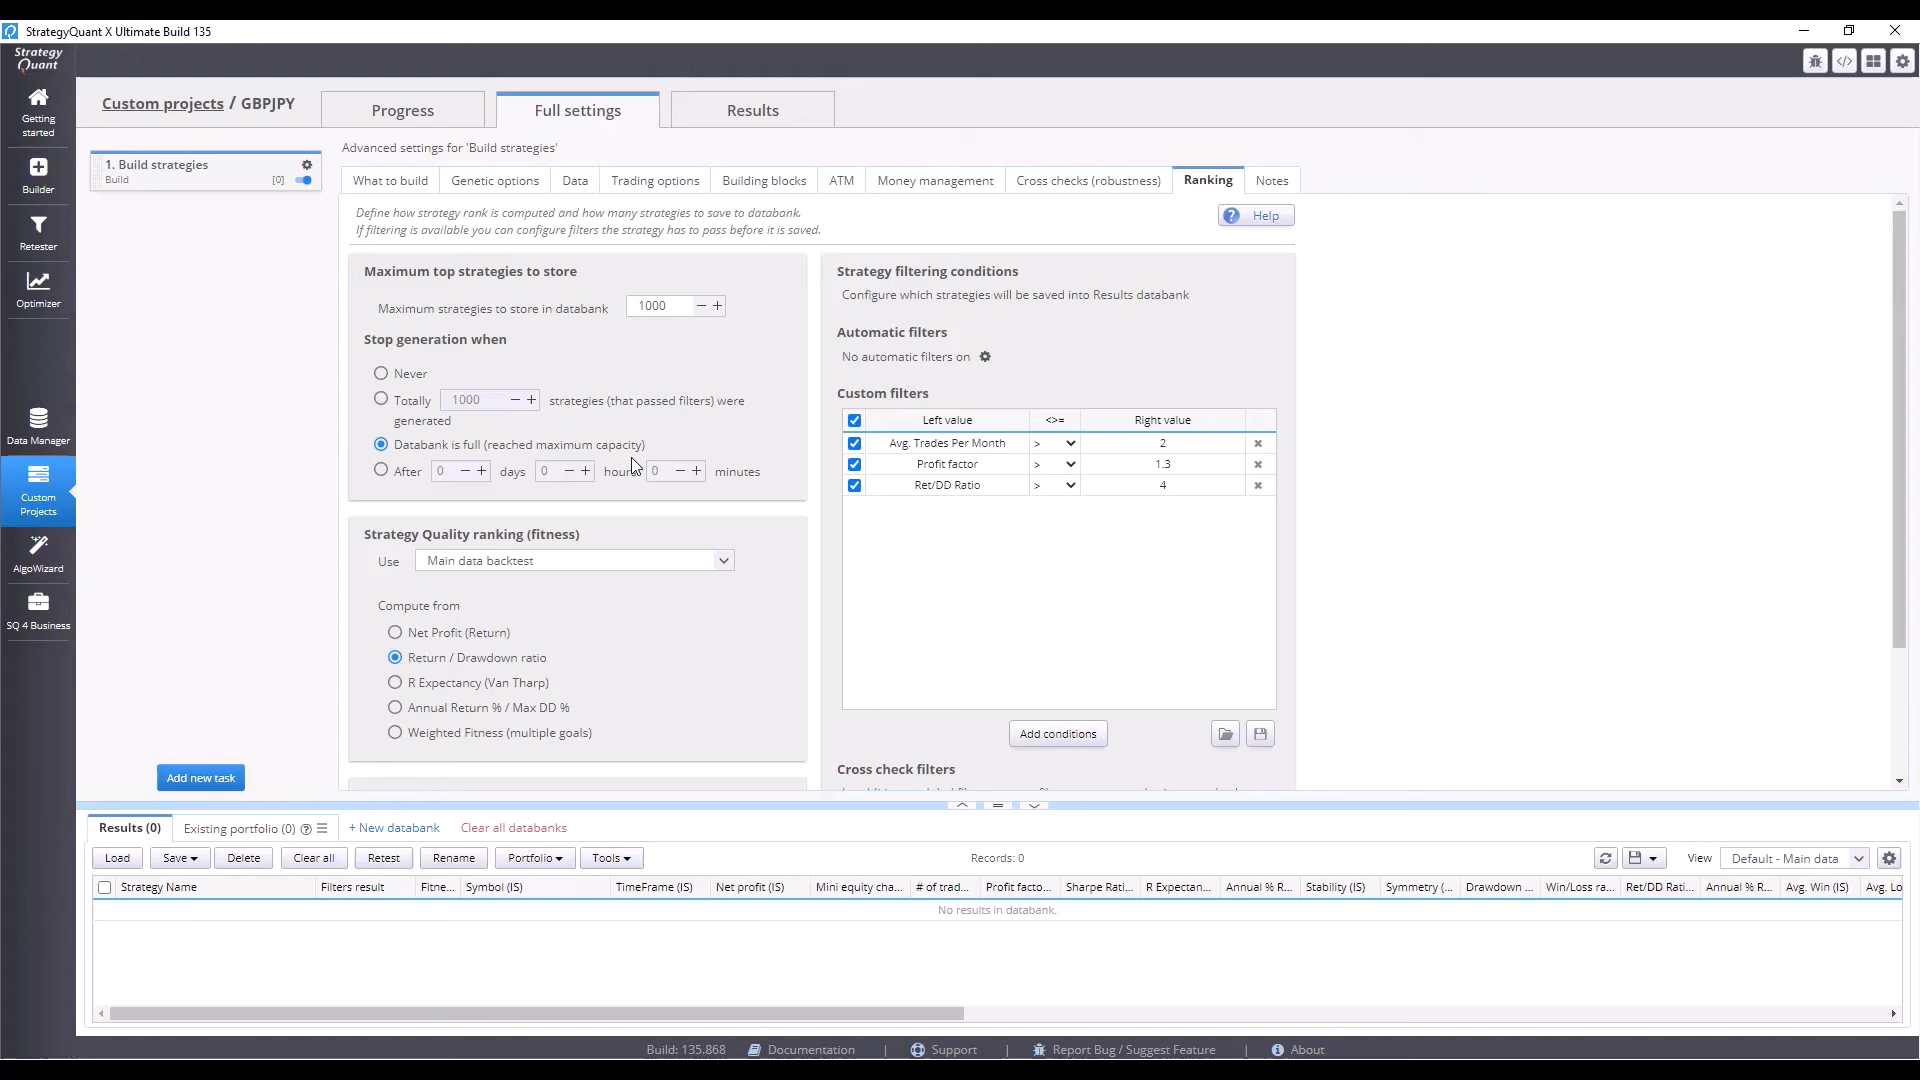 StrategyQuant X Ultimate Build 135
Strategy
Quant
Getting
started
Builder
Retester
Optimizer
Data Manager
Custom
Projects
AlgoWizard
SQ 4 Business
Custom projects / GBPJPY
Progress
Full settings
Results
1. Build strategies
Build
[0]
Add new task
Advanced settings for 'Build strategies'
What to build
Genetic options
Data
Trading options
Building blocks
ATM
Money management
Cross checks (robustness)
Ranking
Notes
Define how strategy rank is computed and how many strategies to save to databank.
If filtering is available you can configure filters the strategy has to pass before it is saved.
? Help
Maximum top strategies to store
Maximum strategies to store in databank 1000 − +
Stop generation when
Never
Totally 1000 − + strategies (that passed filters) were
generated
Databank is full (reached maximum capacity)
After 0 − + days 0 − + hours 0 − + minutes
Strategy Quality ranking (fitness)
Use Main data backtest
Compute from
Net Profit (Return)
Return / Drawdown ratio
R Expectancy (Van Tharp)
Annual Return % / Max DD %
Weighted Fitness (multiple goals)
Strategy filtering conditions
Configure which strategies will be saved into Results databank
Automatic filters
No automatic filters on
Custom filters
Left value <>= Right value
Avg. Trades Per Month > 2
Profit factor > 1.3
Ret/DD Ratio > 4
Add conditions
Cross check filters
Results (0)
Existing portfolio (0) ?
+ New databank
Clear all databanks
Load
Save
Delete
Clear all
Retest
Rename
Portfolio
Tools
Records: 0
View Default - Main data
Strategy Name Filters result Fitne... Symbol (IS) TimeFrame (IS) Net profit (IS) Mini equity cha... # of trad... Profit facto... Sharpe Rati... R Expectan... Annual % R... Stability (IS) Symmetry (... Drawdown ... Win/Loss ra... Ret/DD Rati... Annual % R... Avg. Win (IS) Avg. Lo
No results in databank.
Build: 135.868 Documentation | Support | Report Bug / Suggest Feature | About